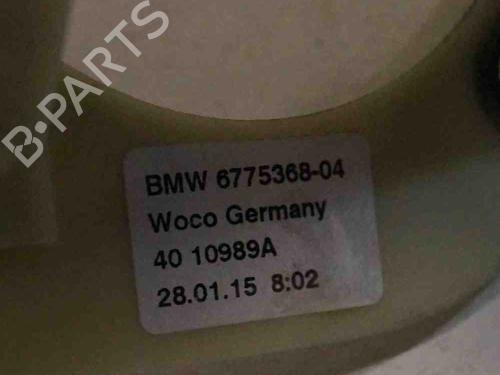 B-PARTS
BMW 6775368-04
Woco Germany
40 10989A
28.01.15 8:02